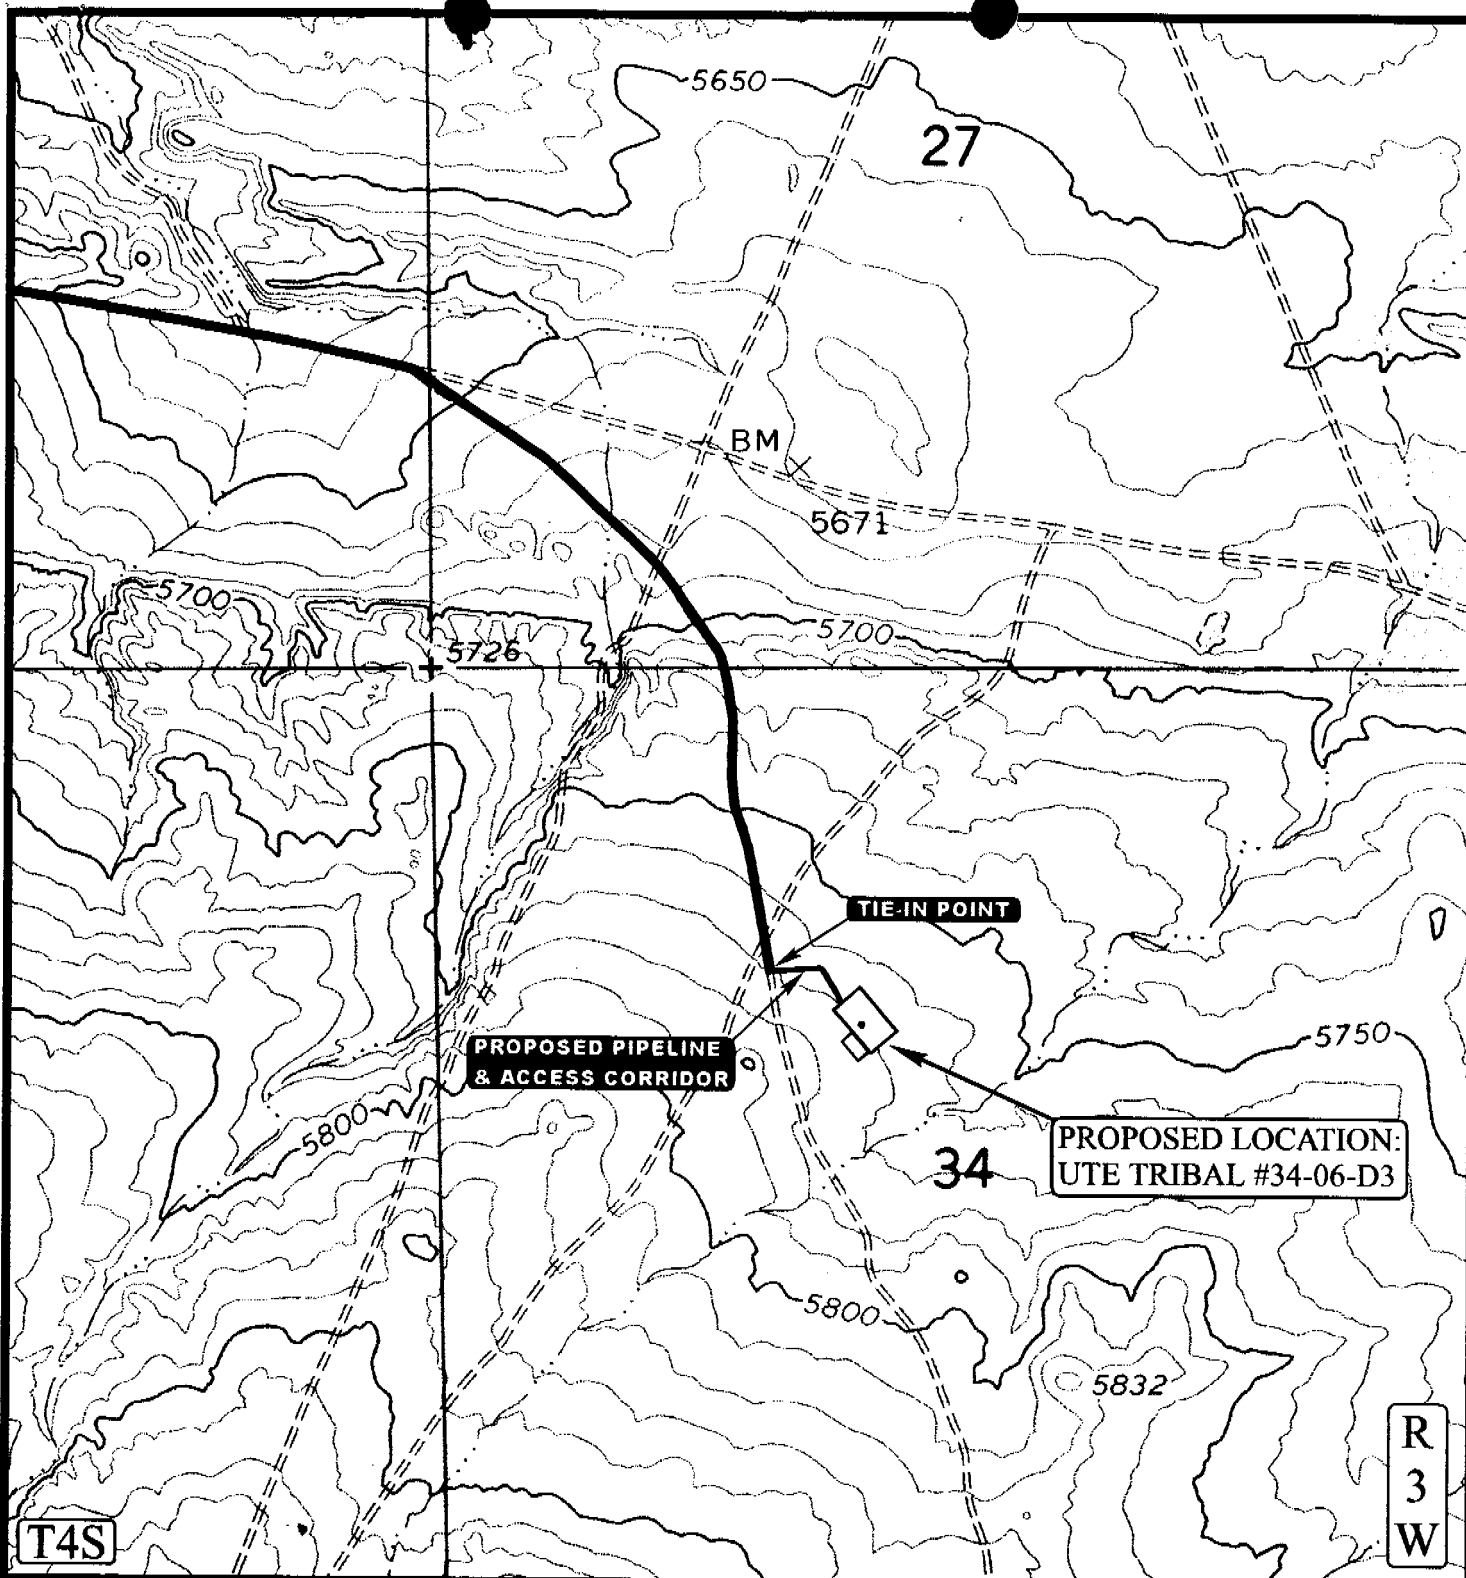 5650
27
BM
5671
5700
5700
5726
TIE-IN POINT
PROPOSED PIPELINE
& ACCESS CORRIDOR
5750
5800
PROPOSED LOCATION:
UTE TRIBAL #34-06-D3
34
5800
5832
R
3
W
T4S